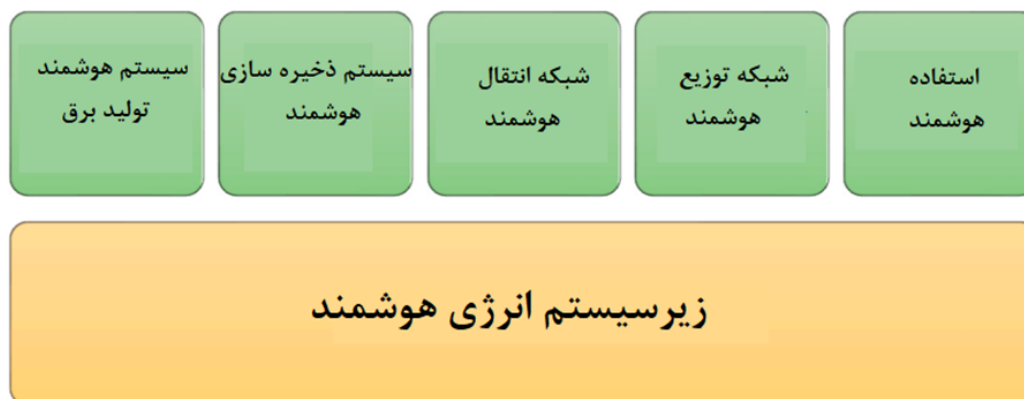 استفاده
هوشمند
شبکه توزیع
هوشمند
شبکه انتقال
هوشمند
سیستم ذخیره سازی
هوشمند
سیستم هوشمند
تولید برق
زیرسیستم انرژی هوشمند